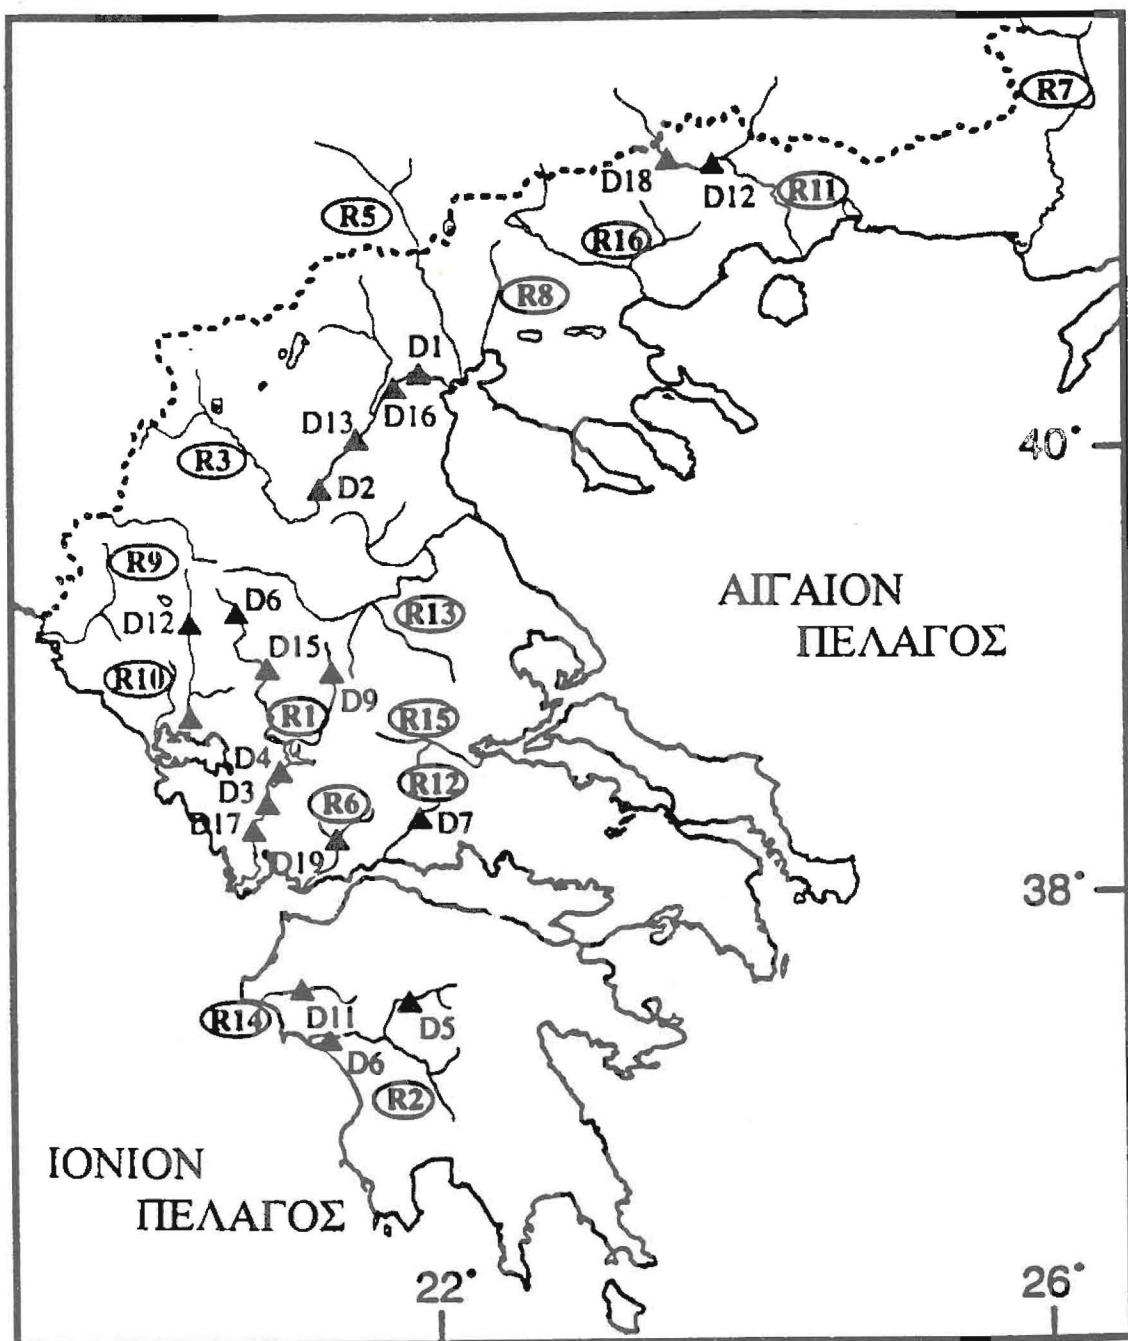 R7
D18
D12
R11
R5
R16
R8
D1
D16
D13
40°
R3
D2
R9
D6
ΑΙΓΑΙΟΝ
ΠΕΛΑΓΟΣ
D12
R13
D15
R10
D9
R1
R15
D4
D3
R12
R6
D17
D7
D19
38°
R14
D11
D5
D6
R2
ΙΟΝΙΟΝ
ΠΕΛΑΓΟΣ
22°
26°